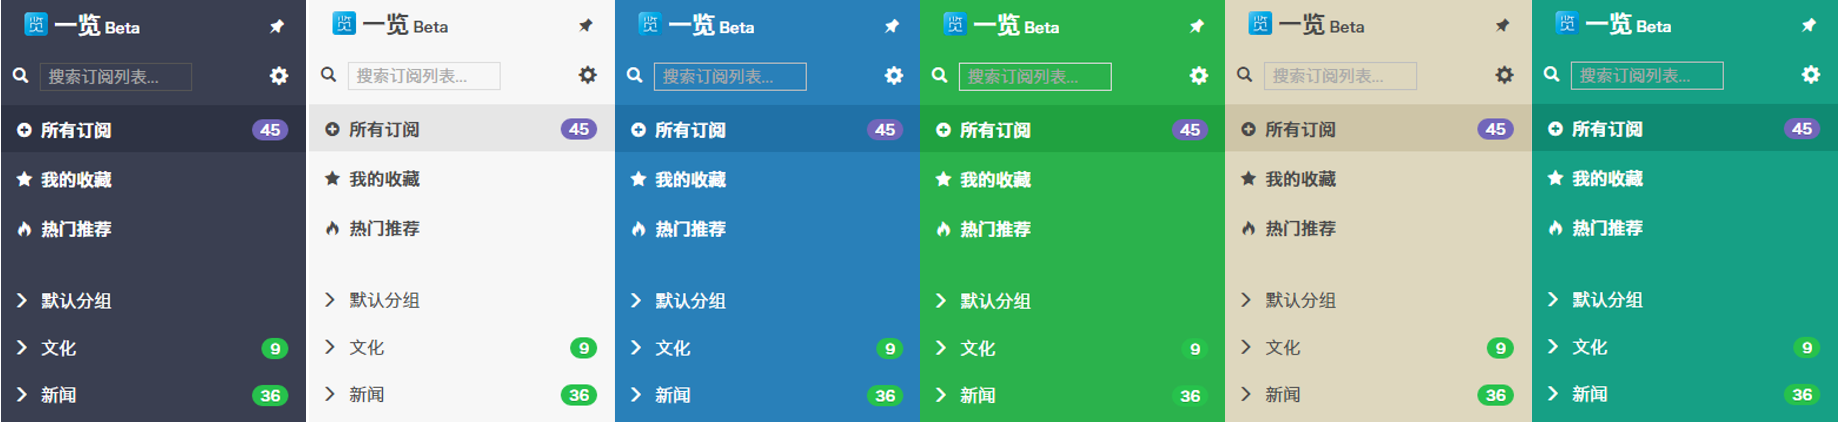 览 一览 Beta
搜索订阅列表...
所有订阅 45
我的收藏
热门推荐
默认分组
文化 9
新闻 36
览 一览 Beta
搜索订阅列表...
所有订阅 45
我的收藏
热门推荐
默认分组
文化 9
新闻 36
览 一览 Beta
搜索订阅列表...
所有订阅 45
我的收藏
热门推荐
默认分组
文化 9
新闻 36
览 一览 Beta
搜索订阅列表...
所有订阅 45
我的收藏
热门推荐
默认分组
文化 9
新闻 36
览 一览 Beta
搜索订阅列表...
所有订阅 45
我的收藏
热门推荐
默认分组
文化 9
新闻 36
览 一览 Beta
搜索订阅列表...
所有订阅 45
我的收藏
热门推荐
默认分组
文化 9
新闻 36